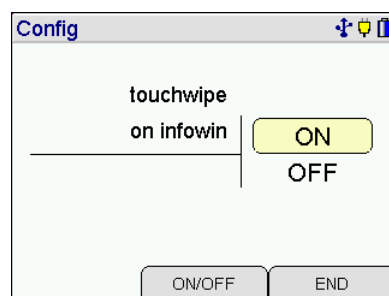 Config
touchwipe
on infowin
ON
OFF
ON/OFF
END